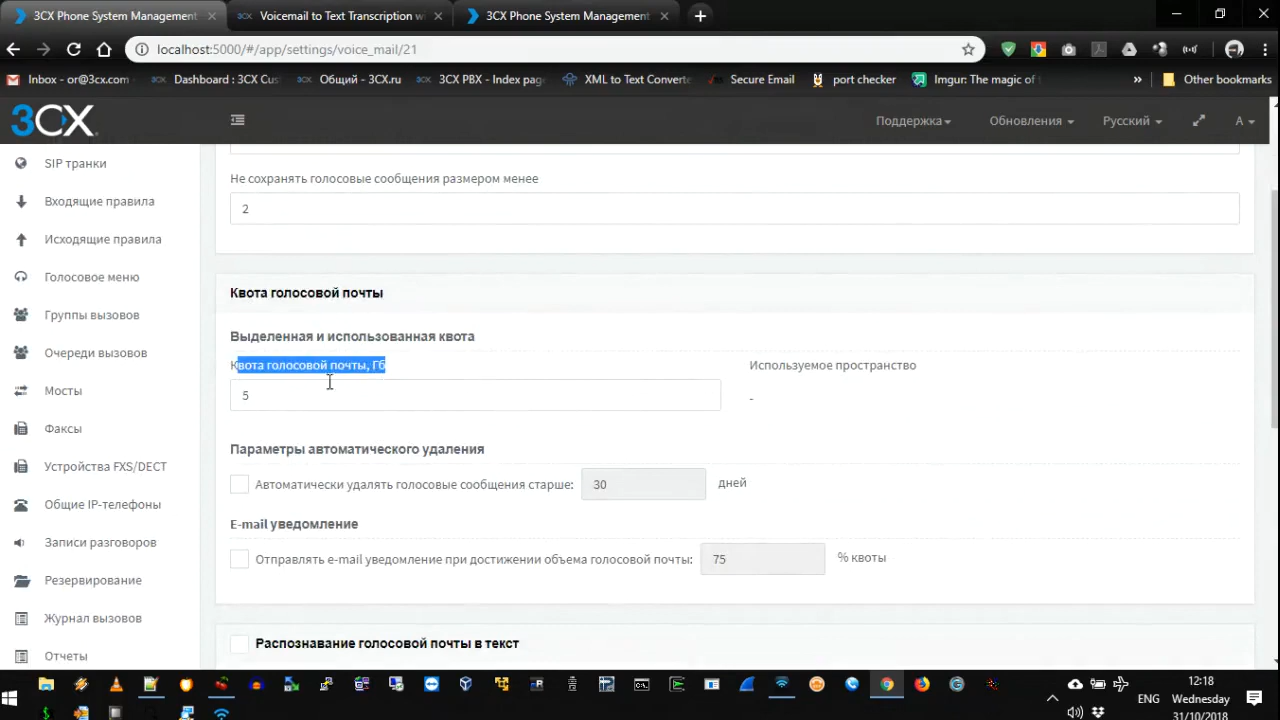 3CX Phone System Management
Voicemail to Text Transcription wi
3CX Phone System Management
localhost:5000/#/app/settings/voice_mail/21
Inbox - or@3cx.com
Dashboard : 3CX Cus
Общий - 3CX.ru
3CX PBX - Index page
XML to Text Converte
Secure Email
port checker
Imgur: The magic of t
»
Other bookmarks
3CX
Поддержка
Обновления
Русский
A
SIP транки
Входящие правила
Исходящие правила
Голосовое меню
Группы вызовов
Очереди вызовов
Мосты
Факсы
Устройства FXS/DECT
Общие IP-телефоны
Записи разговоров
Резервирование
Журнал вызовов
Отчеты
Не сохранять голосовые сообщения размером менее
2
Квота голосовой почты
Выделенная и использованная квота
Квота голосовой почты, Гб
Используемое пространство
5
-
Параметры автоматического удаления
Автоматически удалять голосовые сообщения старше: 30 дней
E-mail уведомление
Отправлять e-mail уведомление при достижении объема голосовой почты: 75 % квоты
Распознавание голосовой почты в текст
ENG
12:18
Wednesday
31/10/2018